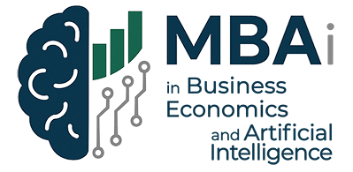 MBAi
in Business
Economics
and Artificial
Intelligence